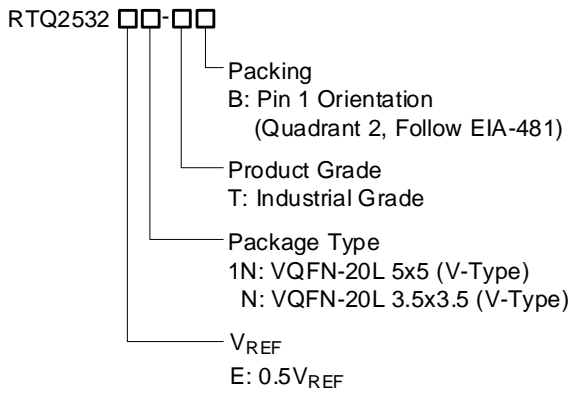 RTQ2532 □□-□□
Packing
B: Pin 1 Orientation
(Quadrant 2, Follow EIA-481)
Product Grade
T: Industrial Grade
Package Type
1N: VQFN-20L 5x5 (V-Type)
N: VQFN-20L 3.5x3.5 (V-Type)
VREF
E: 0.5VREF